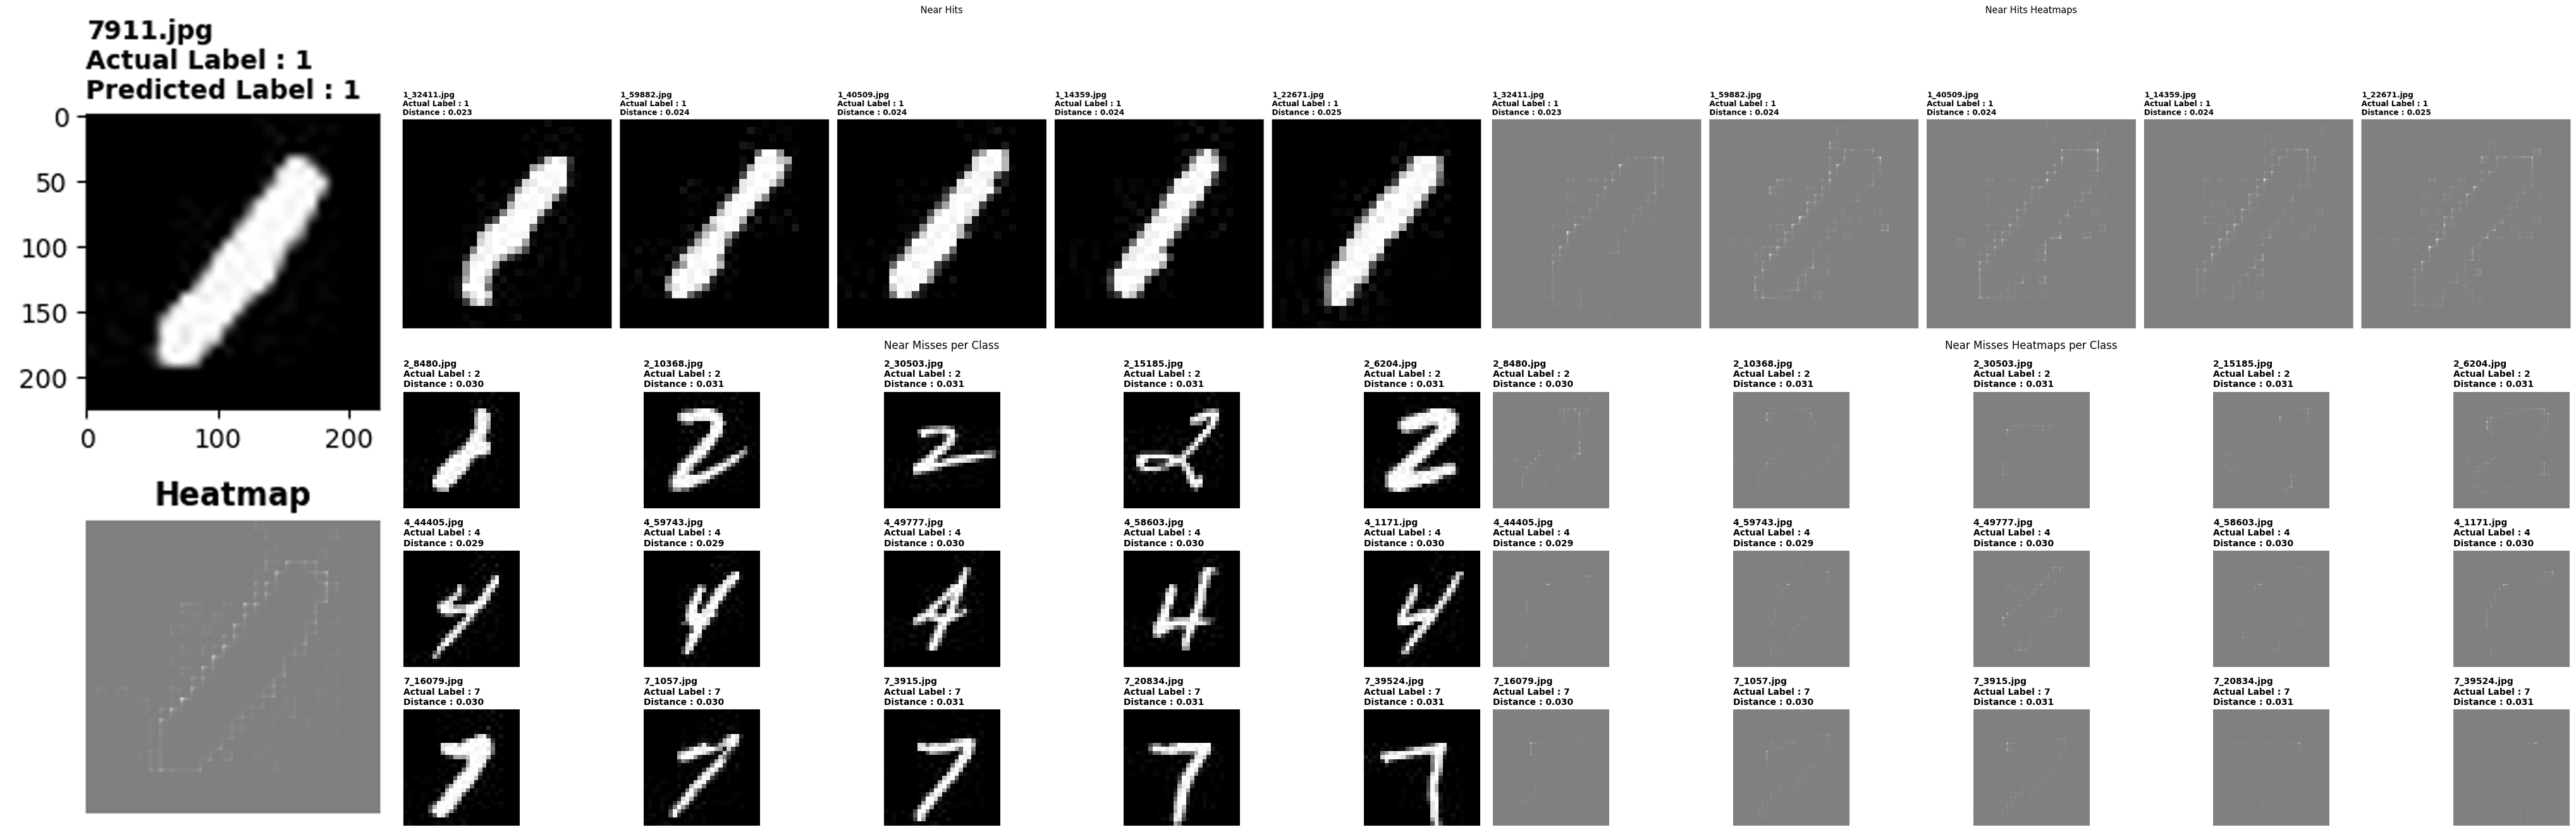 7911.jpg
Actual Label : 1
Predicted Label : 1
0
50
100
150
200
0 100 200
Heatmap
Near Hits
1_32411.jpg
Actual Label : 1
Distance : 0.023
1_59882.jpg
Actual Label : 1
Distance : 0.024
1_40509.jpg
Actual Label : 1
Distance : 0.024
1_14359.jpg
Actual Label : 1
Distance : 0.024
1_22671.jpg
Actual Label : 1
Distance : 0.025
Near Hits Heatmaps
1_32411.jpg
Actual Label : 1
Distance : 0.023
1_59882.jpg
Actual Label : 1
Distance : 0.024
1_40509.jpg
Actual Label : 1
Distance : 0.024
1_14359.jpg
Actual Label : 1
Distance : 0.024
1_22671.jpg
Actual Label : 1
Distance : 0.025
Near Misses per Class
2_8480.jpg
Actual Label : 2
Distance : 0.030
2_10368.jpg
Actual Label : 2
Distance : 0.031
2_30503.jpg
Actual Label : 2
Distance : 0.031
2_15185.jpg
Actual Label : 2
Distance : 0.031
2_6204.jpg
Actual Label : 2
Distance : 0.031
4_44405.jpg
Actual Label : 4
Distance : 0.029
4_59743.jpg
Actual Label : 4
Distance : 0.029
4_49777.jpg
Actual Label : 4
Distance : 0.030
4_58603.jpg
Actual Label : 4
Distance : 0.030
4_1171.jpg
Actual Label : 4
Distance : 0.030
7_16079.jpg
Actual Label : 7
Distance : 0.030
7_1057.jpg
Actual Label : 7
Distance : 0.030
7_3915.jpg
Actual Label : 7
Distance : 0.031
7_20834.jpg
Actual Label : 7
Distance : 0.031
7_39524.jpg
Actual Label : 7
Distance : 0.031
Near Misses Heatmaps per Class
2_8480.jpg
Actual Label : 2
Distance : 0.030
2_10368.jpg
Actual Label : 2
Distance : 0.031
2_30503.jpg
Actual Label : 2
Distance : 0.031
2_15185.jpg
Actual Label : 2
Distance : 0.031
2_6204.jpg
Actual Label : 2
Distance : 0.031
4_44405.jpg
Actual Label : 4
Distance : 0.029
4_59743.jpg
Actual Label : 4
Distance : 0.029
4_49777.jpg
Actual Label : 4
Distance : 0.030
4_58603.jpg
Actual Label : 4
Distance : 0.030
4_1171.jpg
Actual Label : 4
Distance : 0.030
7_16079.jpg
Actual Label : 7
Distance : 0.030
7_1057.jpg
Actual Label : 7
Distance : 0.030
7_3915.jpg
Actual Label : 7
Distance : 0.031
7_20834.jpg
Actual Label : 7
Distance : 0.031
7_39524.jpg
Actual Label : 7
Distance : 0.031